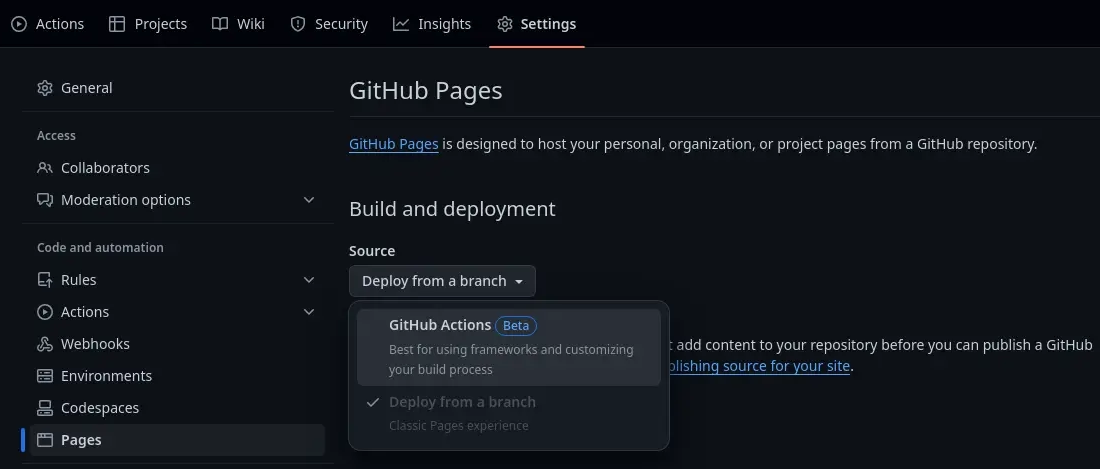 Actions Projects Wiki Security Insights Settings
General
Access
Collaborators
Moderation options
Code and automation
Rules
Actions
Webhooks
Environments
Codespaces
Pages
GitHub Pages
GitHub Pages is designed to host your personal, organization, or project pages from a GitHub repository.
Build and deployment
Source
Deploy from a branch
GitHub Actions Beta
Best for using frameworks and customizing
your build process
Deploy from a branch
Classic Pages experience
add content to your repository before you can publish a GitHub
source for your site.